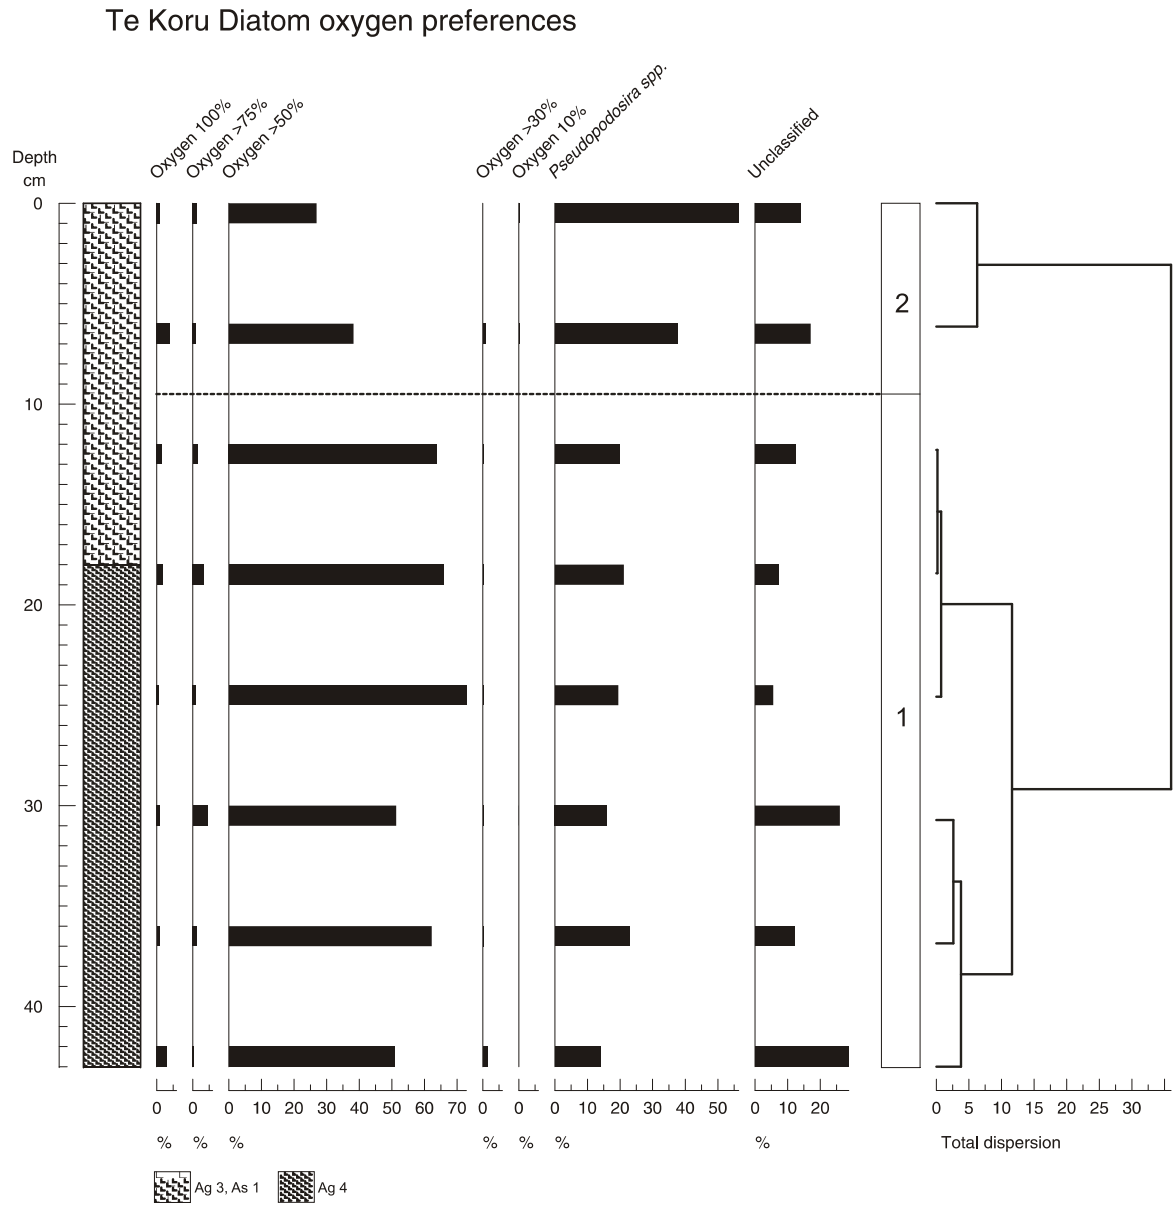 Te Koru Diatom oxygen preferences
Depth
cm
Oxygen 100%
Oxygen >75%
Oxygen >50%
Oxygen >30%
Oxygen 10%
Pseudopodosira spp.
Unclassified
0
10
20
30
40
2
1
0 0 0 10 20 30 40 50 60 70 0 0 0 10 20 30 40 50 0 10 20 0 5 10 15 20 25 30
% % % % % % % Total dispersion
Ag 3, As 1 Ag 4